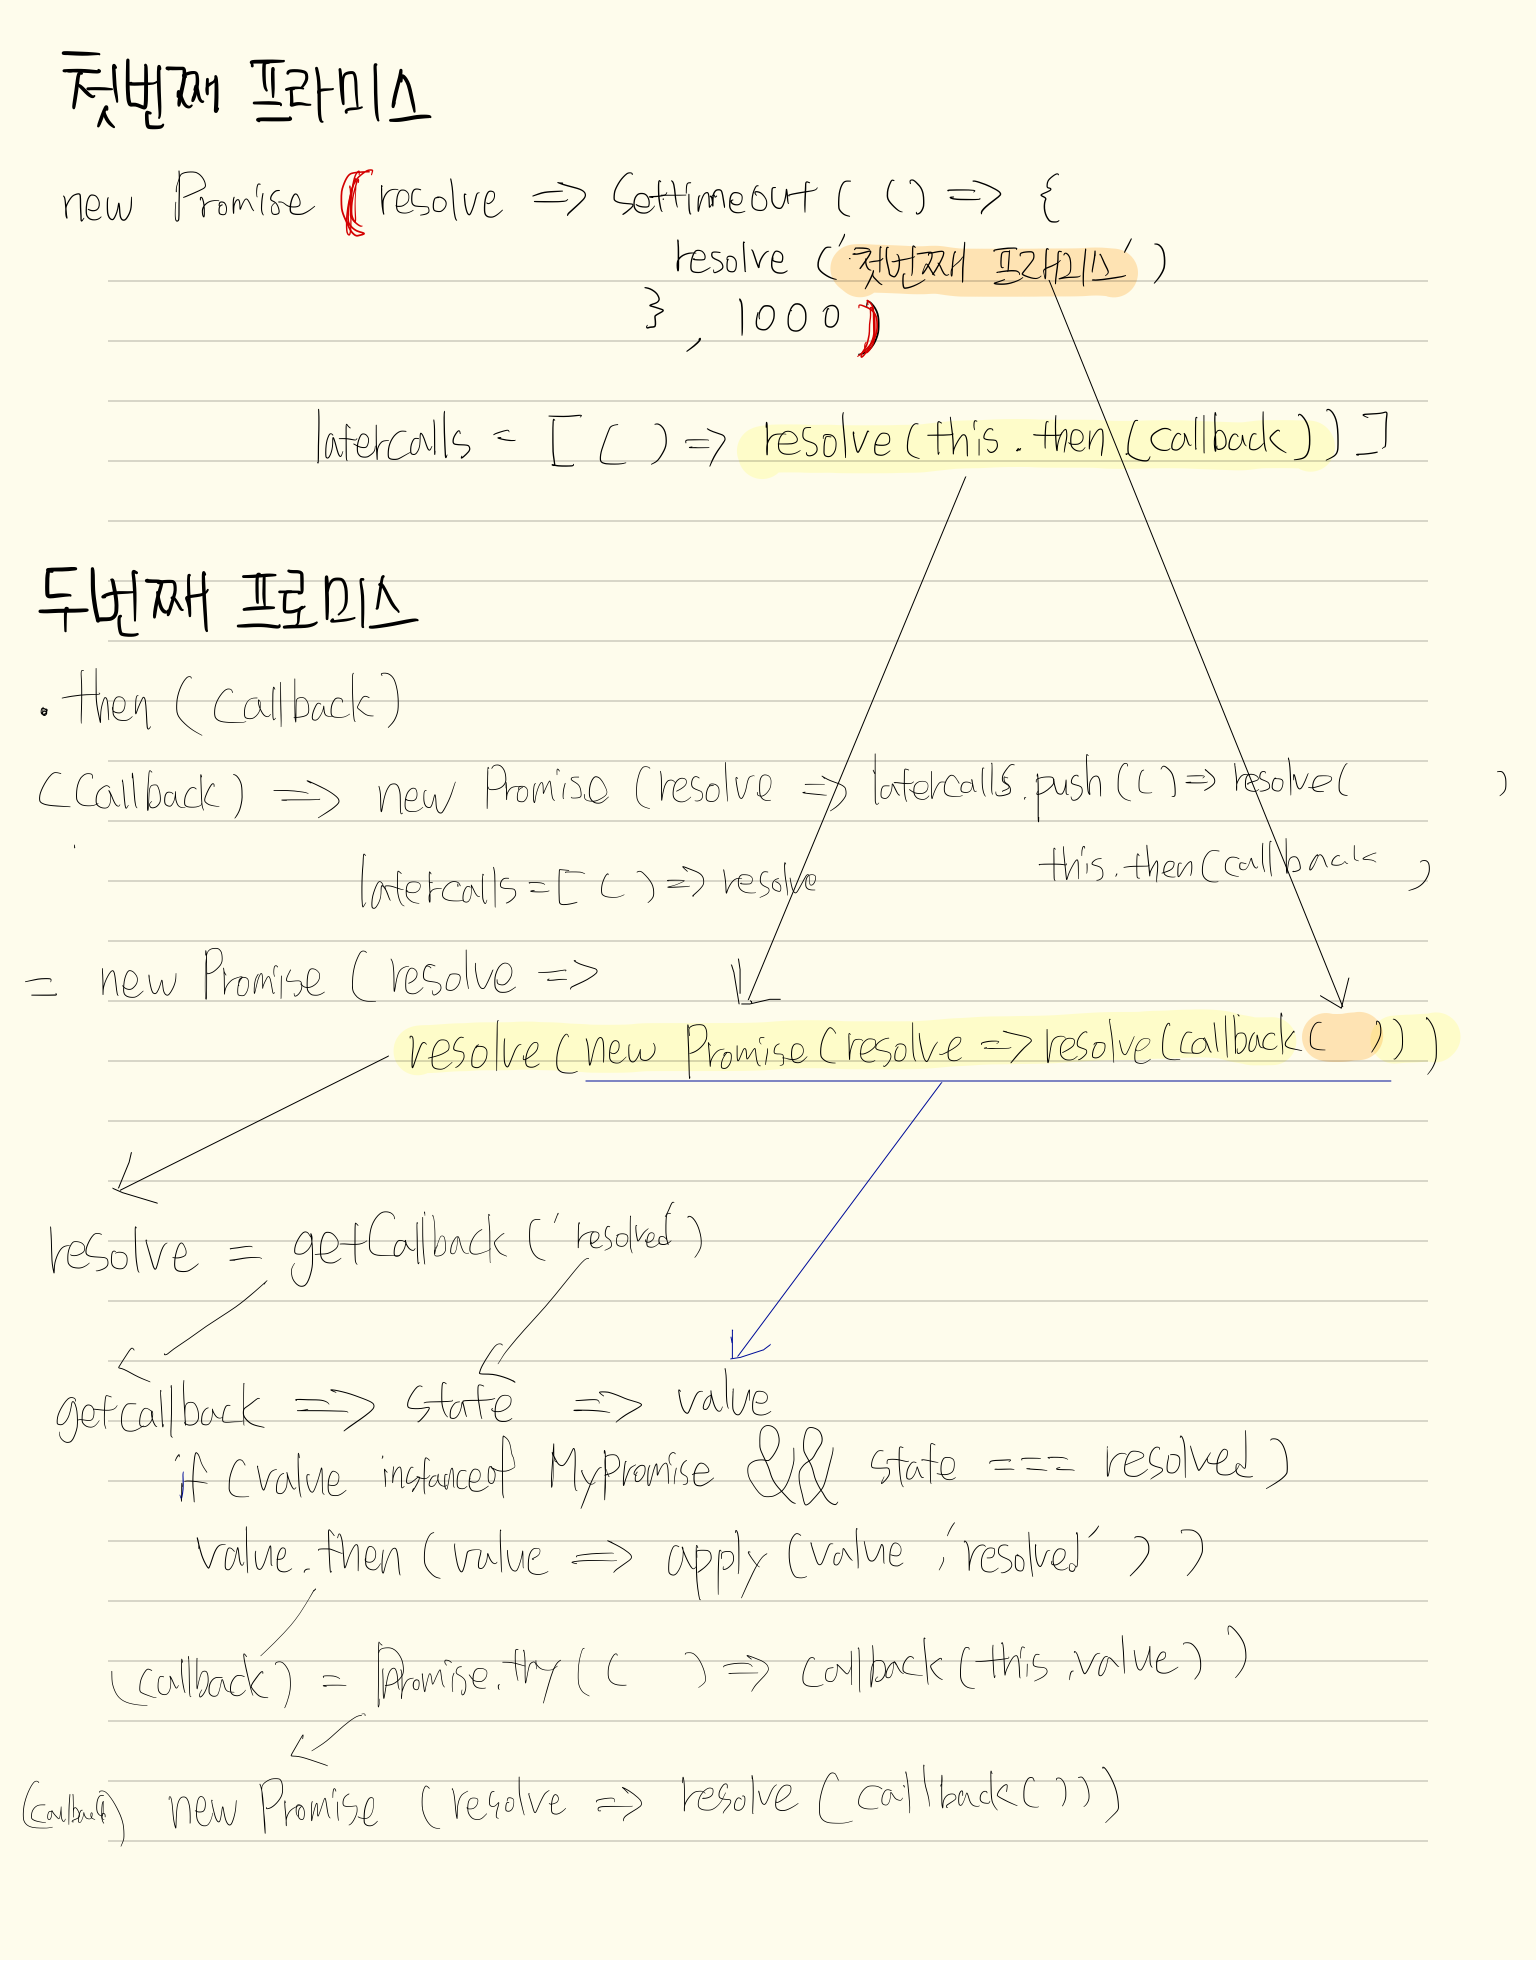 첫번째 프라미스
new Promise (resolve => Settimeout ( () => {
resolve ('첫번째 프라미스')
} , 1000 )
latercalls = [ ( ) => resolve(this.then(callback)) ]
두번째 프로미스
.then (callback)
(callback) => new Promise (resolve => latercalls.push(()=> resolve( )
this.then(callback )
latercalls=[ ( ) => resolve
= new Promise (resolve =>
resolve(new Promise(resolve => resolve(callback( )))
resolve = getCallback('resolved')
getcallback => state => value
if (value instanceof MyPromise && state === resolved)
value.then (value => apply (value ,'resolved' ) )
(callback) = Promise.try(( ) => callback(this.value) )
(callback) new Promise (resolve => resolve (callback()))